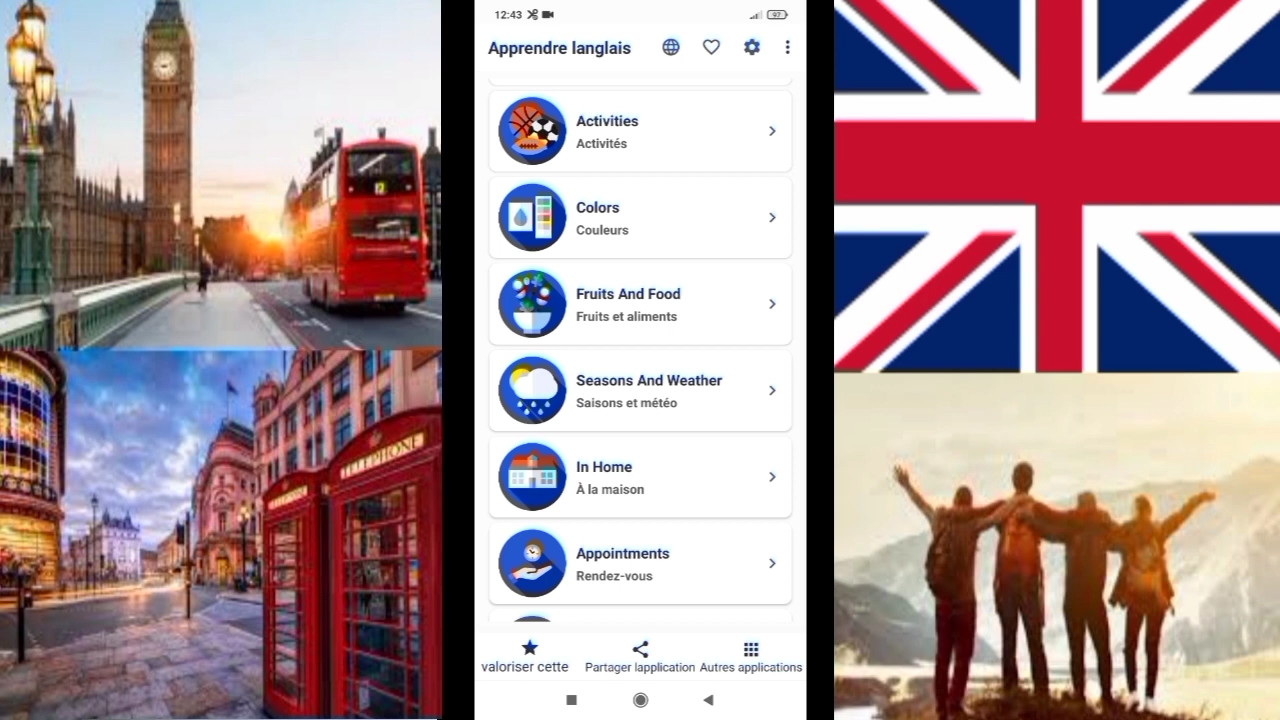 12:43
97
Apprendre langlais
Activities
Activités
Colors
Couleurs
Fruits And Food
Fruits et aliments
Seasons And Weather
Saisons et météo
In Home
À la maison
Appointments
Rendez-vous
valoriser cette
Partager lapplication
Autres applications
TELEPHONE